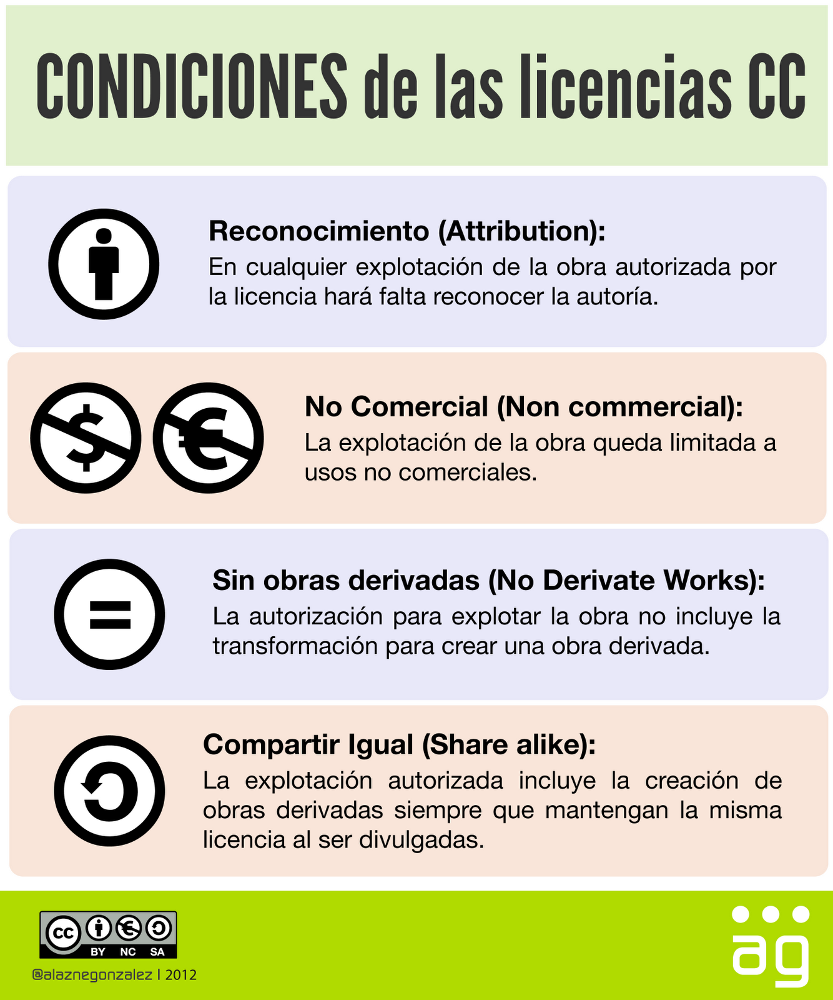 CONDICIONES de las licencias CC
Reconocimiento (Attribution):
En cualquier explotación de la obra autorizada por
la licencia hará falta reconocer la autoría.
No Comercial (Non commercial):
La explotación de la obra queda limitada a
usos no comerciales.
Sin obras derivadas (No Derivate Works):
La autorización para explotar la obra no incluye la
transformación para crear una obra derivada.
Compartir Igual (Share alike):
La explotación autorizada incluye la creación de
obras derivadas siempre que mantengan la misma
licencia al ser divulgadas.
cc
BY NC SA
@alaznegonzalez | 2012
ag